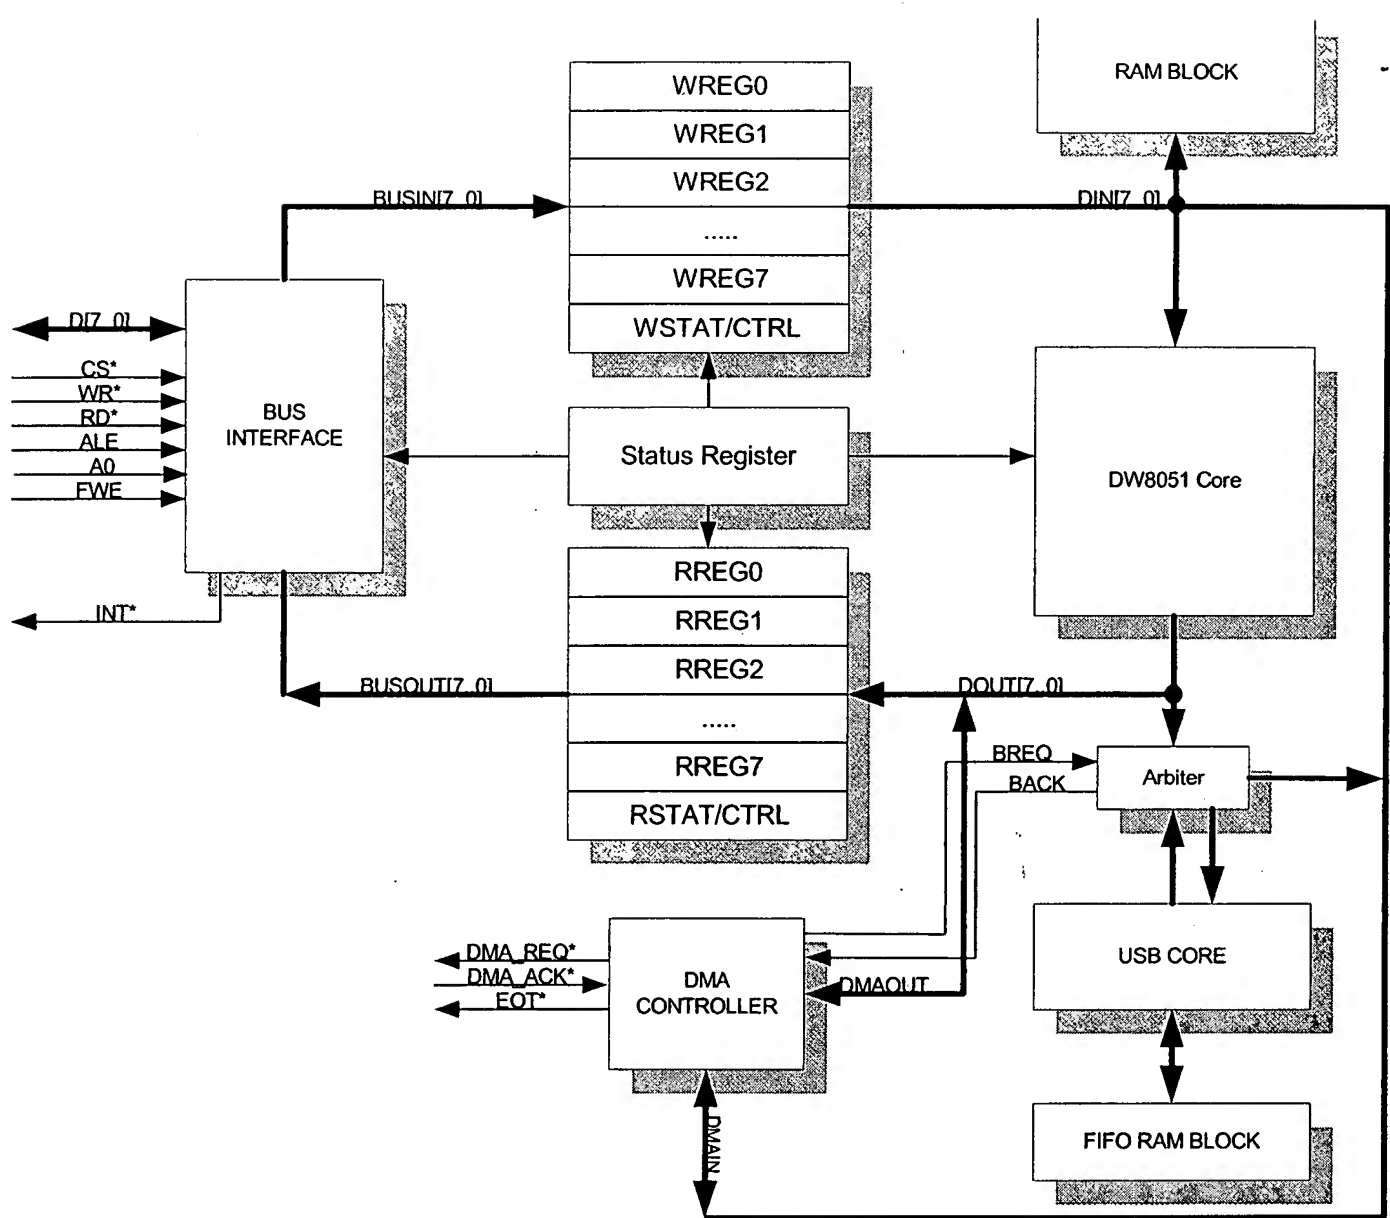 RAM BLOCK
WREG0
WREG1
WREG2
.....
WREG7
WSTAT/CTRL
BUSIN[7..0]
DIN[7..0]
D[7..0]
CS*
WR*
RD*
ALE
A0
FWE
BUS
INTERFACE
Status Register
DW8051 Core
INT*
RREG0
RREG1
RREG2
.....
RREG7
RSTAT/CTRL
BUSOUT[7..0]
DOUT[7..0]
BREQ
BACK
Arbiter
DMA_REQ*
DMA_ACK*
EOT*
DMA
CONTROLLER
DMAOUT
USB CORE
DMAIN
FIFO RAM BLOCK